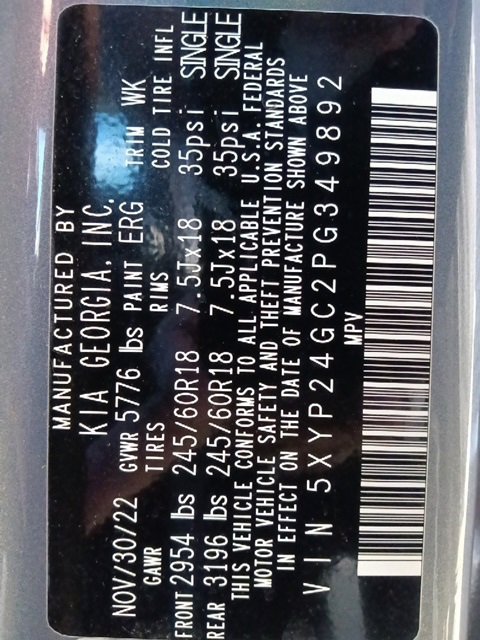 MANUFACTURED BY
KIA GEORGIA, INC.
NOV/30/22 GVWR 5776 lbs PAINT ERG TRIM WK
GAWR TIRES RIMS COLD TIRE INFL
FRONT 2954 lbs 245/60R18 7.5Jx18 35psi SINGLE
REAR 3196 lbs 245/60R18 7.5Jx18 35psi SINGLE
THIS VEHICLE CONFORMS TO ALL APPLICABLE U.S.A. FEDERAL
MOTOR VEHICLE SAFETY AND THEFT PREVENTION STANDARDS
IN EFFECT ON THE DATE OF MANUFACTURE SHOWN ABOVE
VIN 5XYP24GC2PG349892
MPV